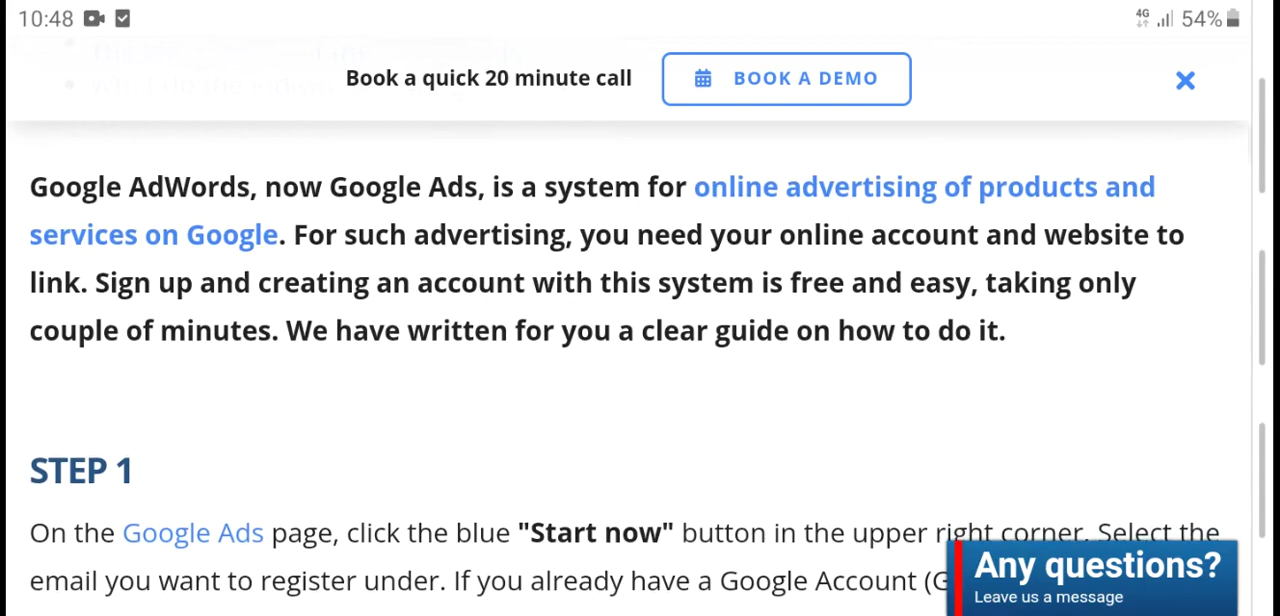 10:48
4G 54%
Book a quick 20 minute call
BOOK A DEMO
Google AdWords, now Google Ads, is a system for online advertising of products and
services on Google. For such advertising, you need your online account and website to
link. Sign up and creating an account with this system is free and easy, taking only
couple of minutes. We have written for you a clear guide on how to do it.
STEP 1
On the Google Ads page, click the blue "Start now" button in the upper right corner. Select the
email you want to register under. If you already have a Google Account (G
Any questions?
Leave us a message